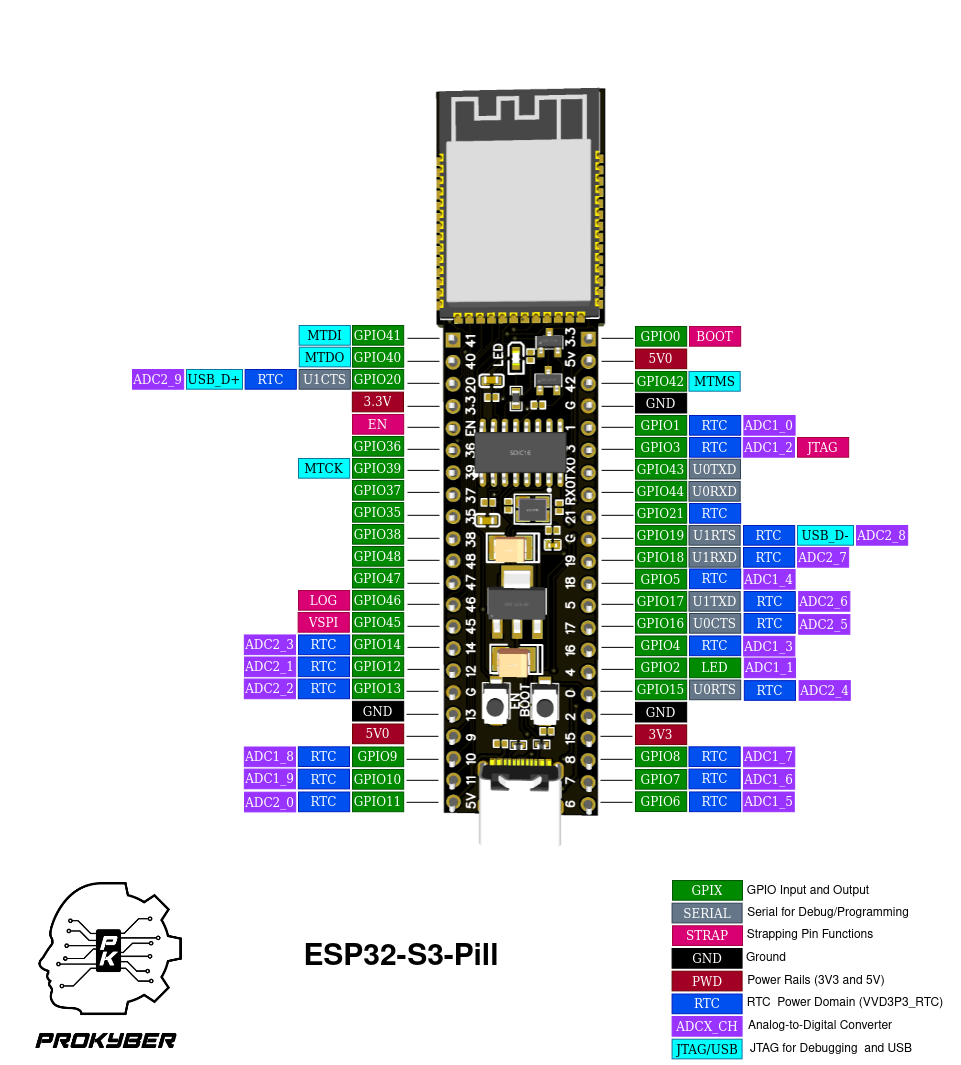 MTDI GPIO41
MTDO GPIO40
ADC2_9 USB_D+ RTC U1CTS GPIO20
3.3V
EN
GPIO36
MTCK GPIO39
GPIO37
GPIO35
GPIO38
GPIO48
GPIO47
LOG GPIO46
VSPI GPIO45
ADC2_3 RTC GPIO14
ADC2_1 RTC GPIO12
ADC2_2 RTC GPIO13
GND
5V0
ADC1_8 RTC GPIO9
ADC1_9 RTC GPIO10
ADC2_0 RTC GPIO11
41
40
20
3.3
EN
36
39
37
35
38
48
47
46
45
14
12
G
13
9
10
11
5V
LED
SOIC16
EN
BOOT
3.3
5v
42
G
1
3
TX0
RX0
21
G
19
18
5
17
16
4
0
2
15
8
7
6
GPIO0 BOOT
5V0
GPIO42 MTMS
GND
GPIO1 RTC ADC1_0
GPIO3 RTC ADC1_2 JTAG
GPIO43 U0TXD
GPIO44 U0RXD
GPIO21 RTC
GPIO19 U1RTS RTC USB_D- ADC2_8
GPIO18 U1RXD RTC ADC2_7
GPIO5 RTC ADC1_4
GPIO17 U1TXD RTC ADC2_6
GPIO16 U0CTS RTC ADC2_5
GPIO4 RTC ADC1_3
GPIO2 LED ADC1_1
GPIO15 U0RTS RTC ADC2_4
GND
3V3
GPIO8 RTC ADC1_7
GPIO7 RTC ADC1_6
GPIO6 RTC ADC1_5
PK
PROKYBER
ESP32-S3-Pill
GPIX GPIO Input and Output
SERIAL Serial for Debug/Programming
STRAP Strapping Pin Functions
GND Ground
PWD Power Rails (3V3 and 5V)
RTC RTC Power Domain (VVD3P3_RTC)
ADCX_CH Analog-to-Digital Converter
JTAG/USB JTAG for Debugging and USB